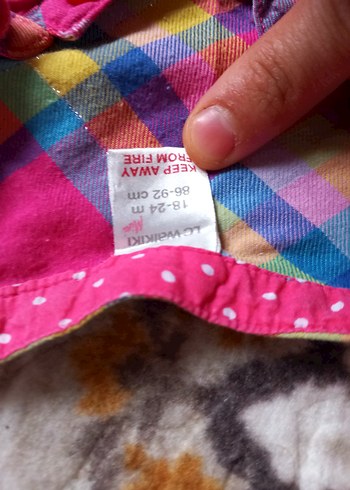 LC WAIKIKI
18-24 m
86-92 cm
KEEP AWAY
FROM FIRE